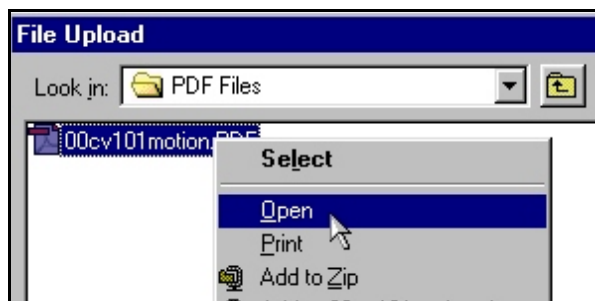 File Upload
Look in: PDF Files
00cv101motion.PDF
Select
Open
Print
Add to Zip